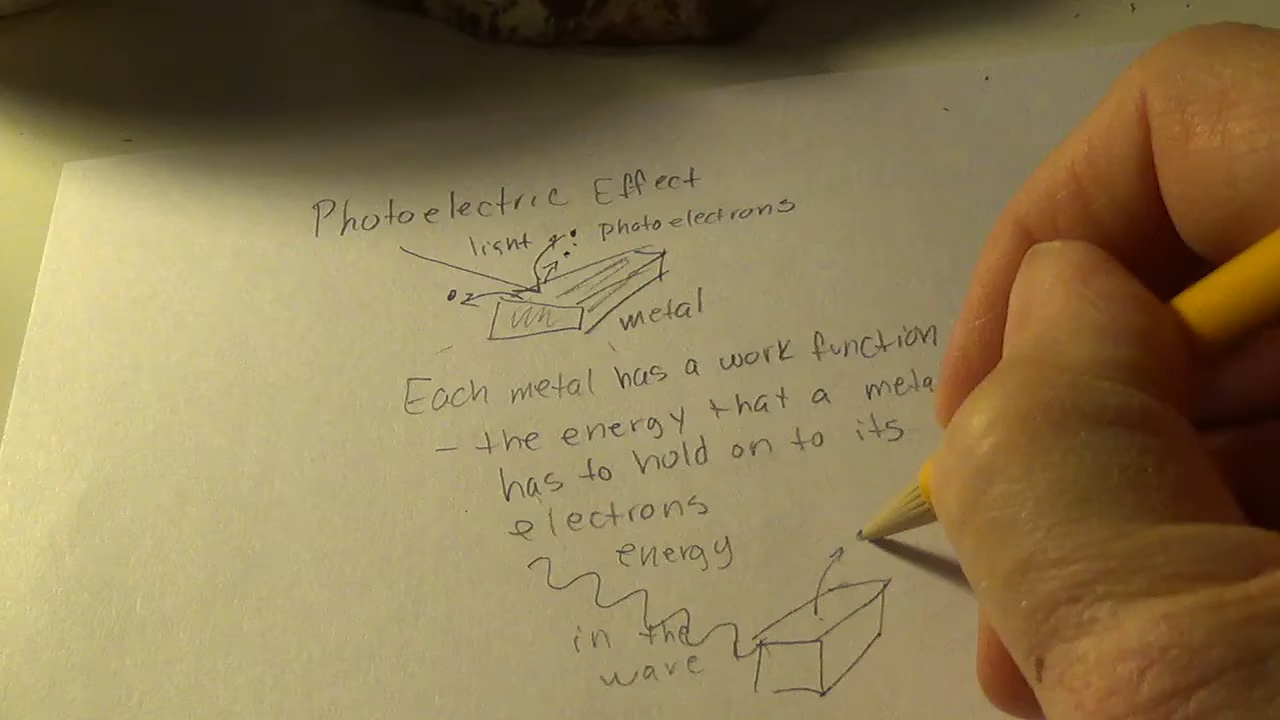 Photoelectric Effect
light photoelectrons
metal
Each metal has a work function
- the energy that a meta
has to hold on to its
electrons
energy
in the
wave